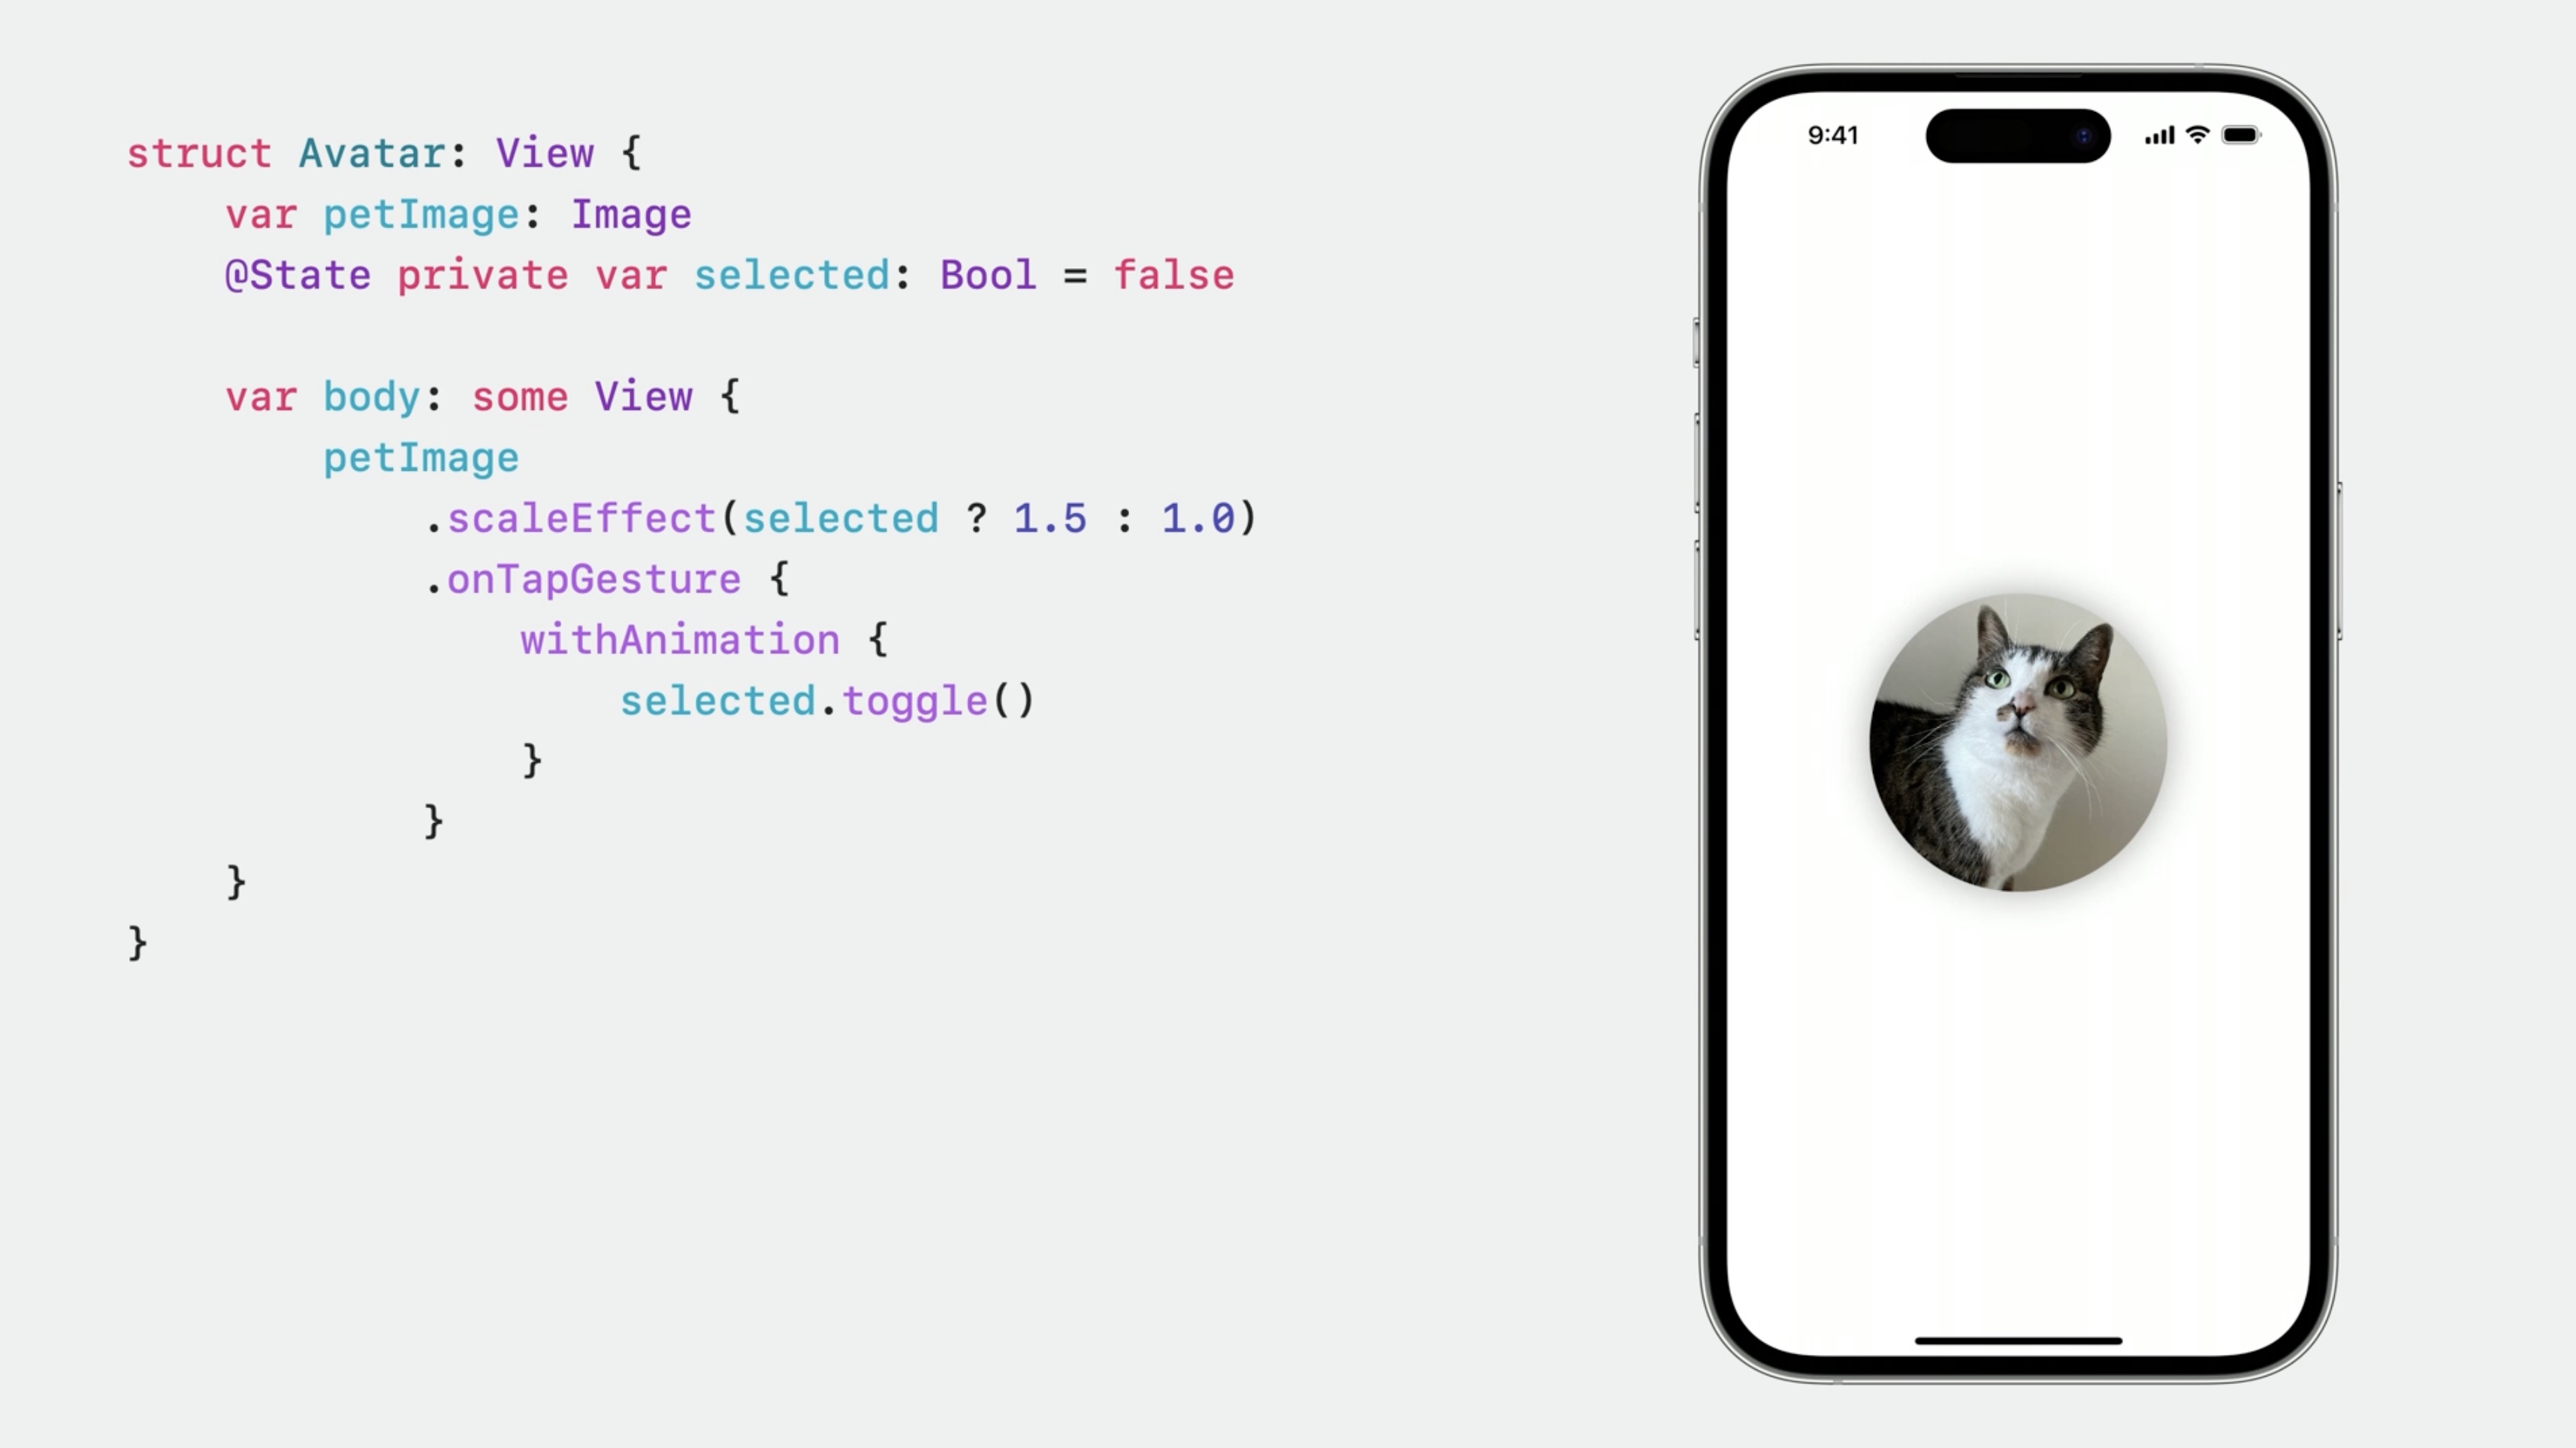 struct Avatar: View {
    var petImage: Image
    @State private var selected: Bool = false

    var body: some View {
        petImage
            .scaleEffect(selected ? 1.5 : 1.0)
            .onTapGesture {
                withAnimation {
                    selected.toggle()
                }
            }
    }
}
9:41